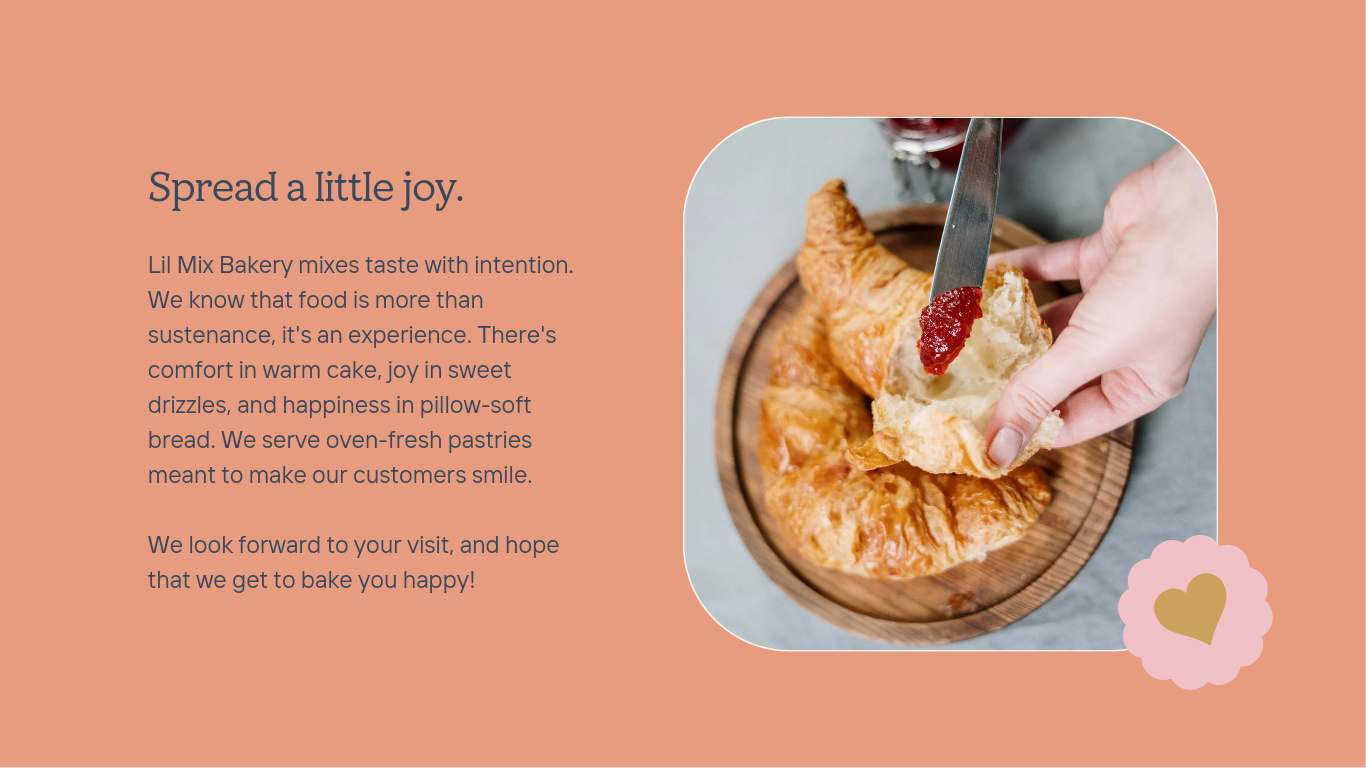 Spread a little joy.
Lil Mix Bakery mixes taste with intention.
We know that food is more than
sustenance, it's an experience. There's
comfort in warm cake, joy in sweet
drizzles, and happiness in pillow-soft
bread. We serve oven-fresh pastries
meant to make our customers smile.
We look forward to your visit, and hope
that we get to bake you happy!